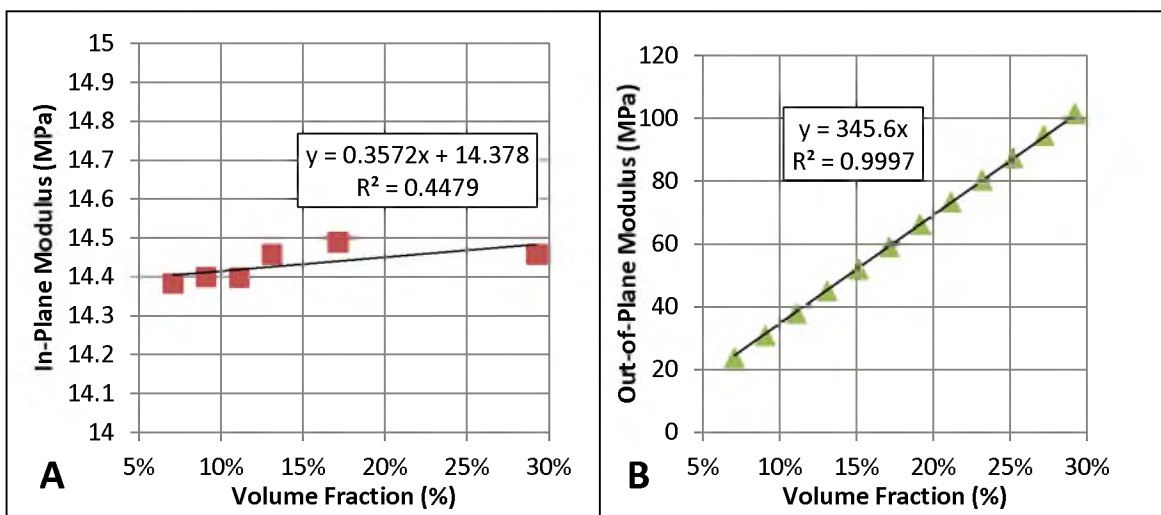 15
14.9
14.8
14.7
14.6
14.5
14.4
14.3
14.2
14.1
14
In-Plane Modulus (MPa)
y = 0.3572x + 14.378
R² = 0.4479
5% 10% 15% 20% 25% 30%
Volume Fraction (%)
A
120
100
80
60
40
20
0
Out-of-Plane Modulus (MPa)
y = 345.6x
R² = 0.9997
5% 10% 15% 20% 25% 30%
Volume Fraction (%)
B